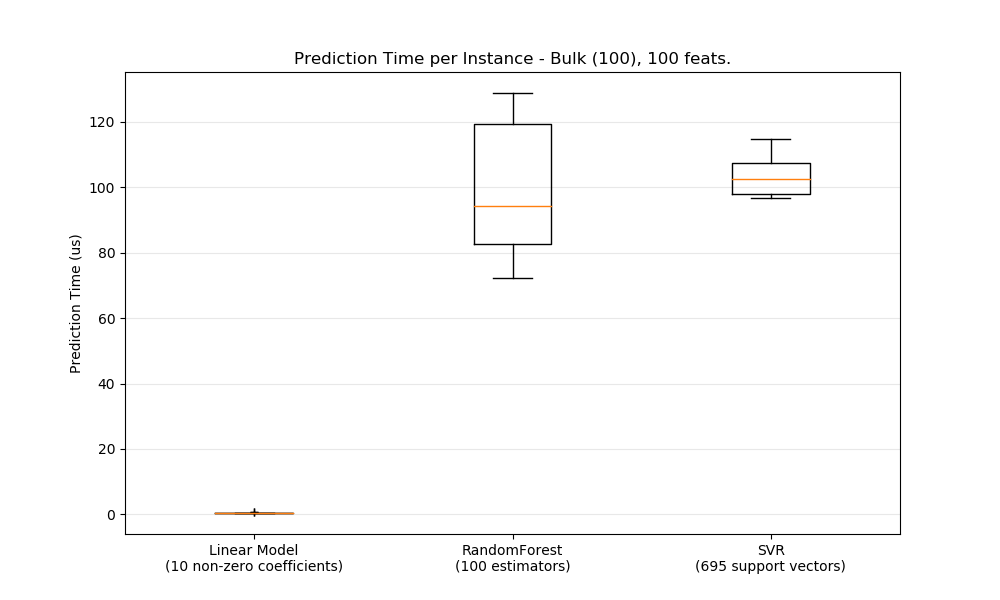 Prediction Time per Instance - Bulk (100), 100 feats.
Prediction Time (us)
120
100
80
60
40
20
0
Linear Model
(10 non-zero coefficients)
RandomForest
(100 estimators)
SVR
(695 support vectors)